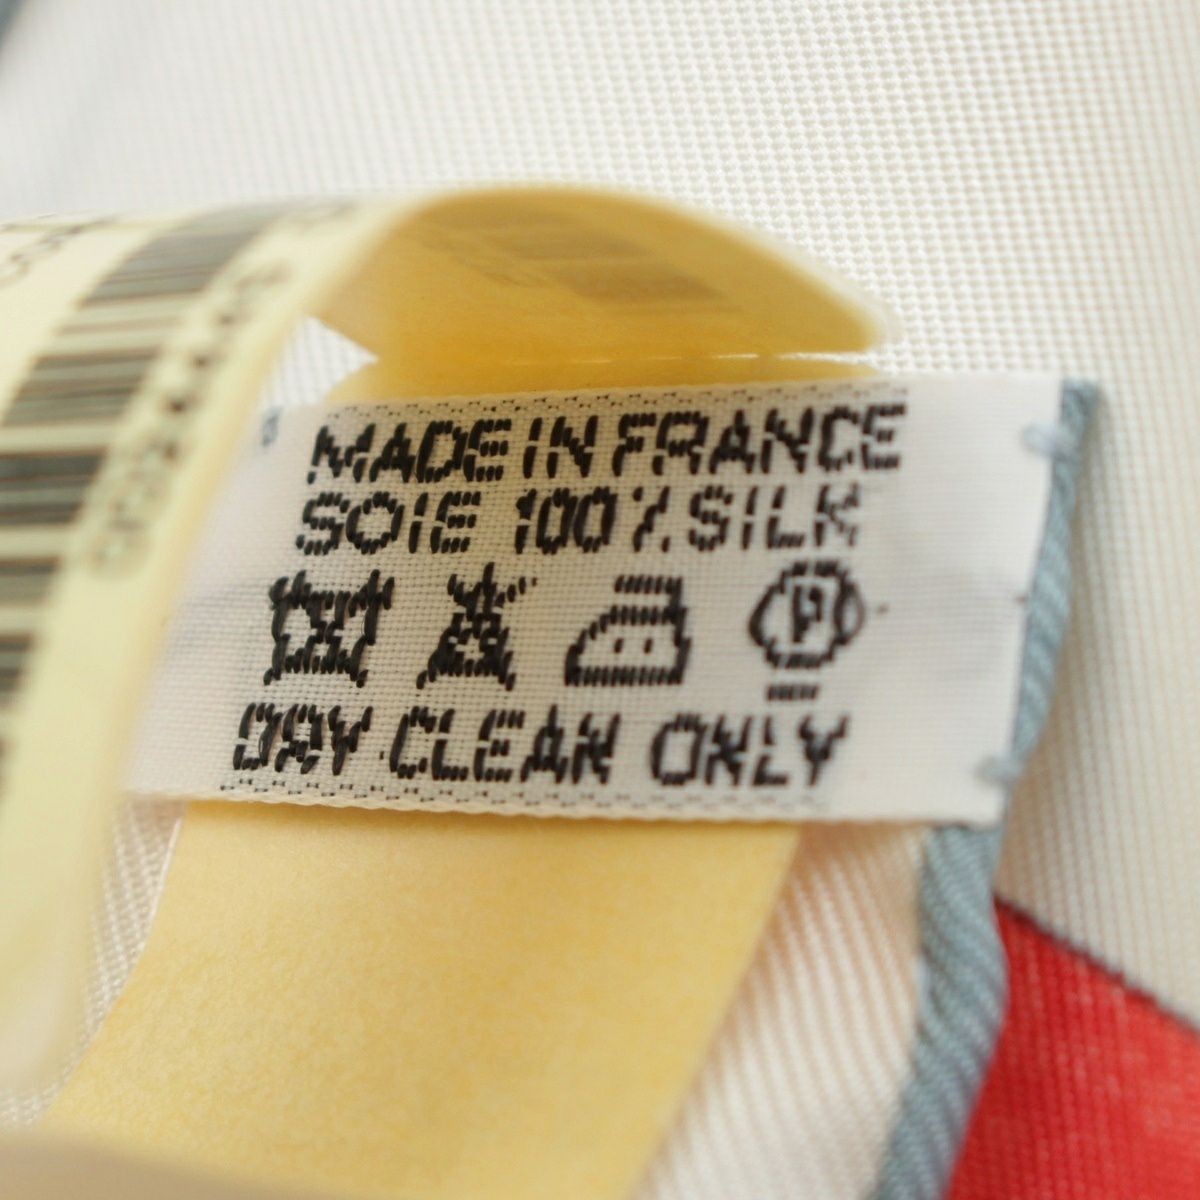 MADE IN FRANCE
SOIE 100% SILK
P
DRY CLEAN ONLY